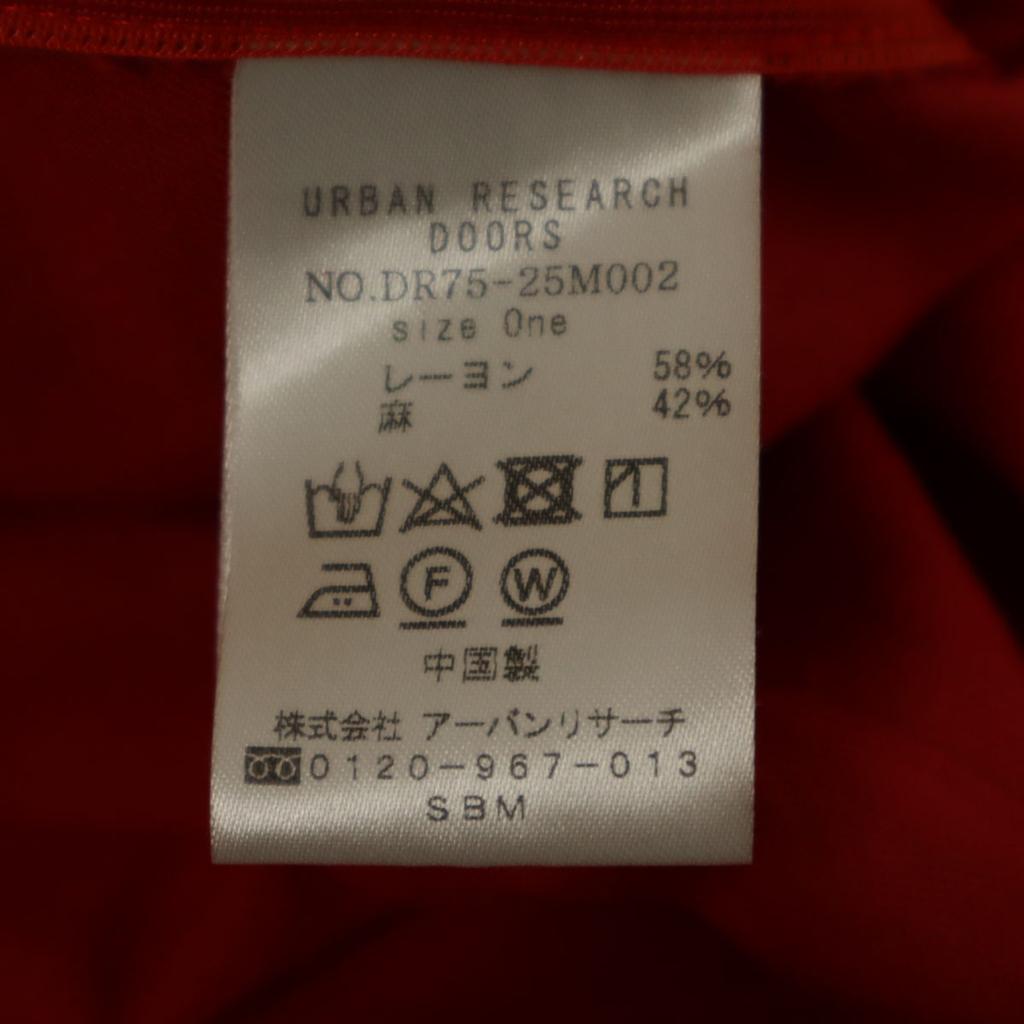 URBAN RESEARCH
DOORS
NO.DR75-25M002
size One
レーヨン 58%
麻 42%
F W
中国製
株式会社 アーバンリサーチ
0120-967-013
SBM